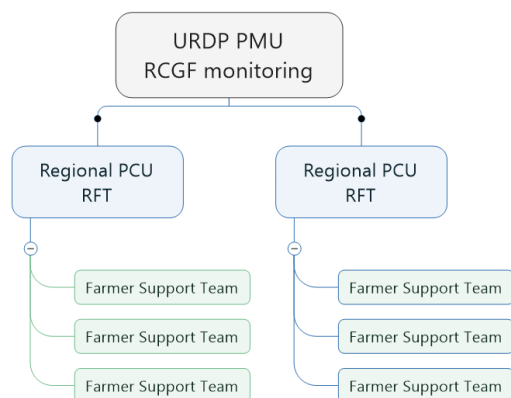 URDP PMU
RCGF monitoring
Regional PCU
RFT
Regional PCU
RFT
Farmer Support Team
Farmer Support Team
Farmer Support Team
Farmer Support Team
Farmer Support Team
Farmer Support Team